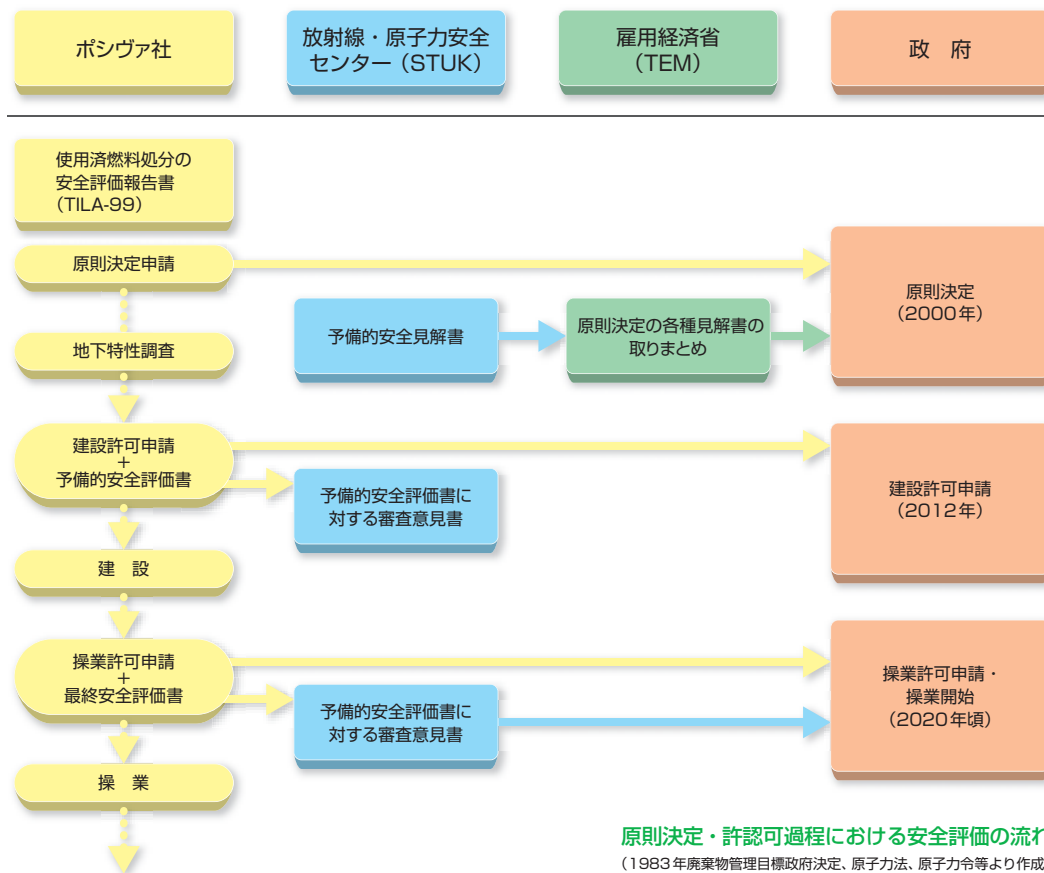 ポシヴァ社
放射線・原子力安全
センター（STUK）
雇用経済省
（TEM）
政　府
使用済燃料処分の
安全評価報告書
（TILA-99）
原則決定申請
地下特性調査
予備的安全見解書
原則決定の各種見解書の
取りまとめ
原則決定
（2000年）
建設許可申請
+
予備的安全評価書
予備的安全評価書に
対する審査意見書
建設許可申請
（2012年）
建　設
操業許可申請
+
最終安全評価書
予備的安全評価書に
対する審査意見書
操業許可申請・
操業開始
（2020年頃）
操　業
原則決定・許認可過程における安全評価の流れ
（1983年廃棄物管理目標政府決定、原子力法、原子力令等より作成